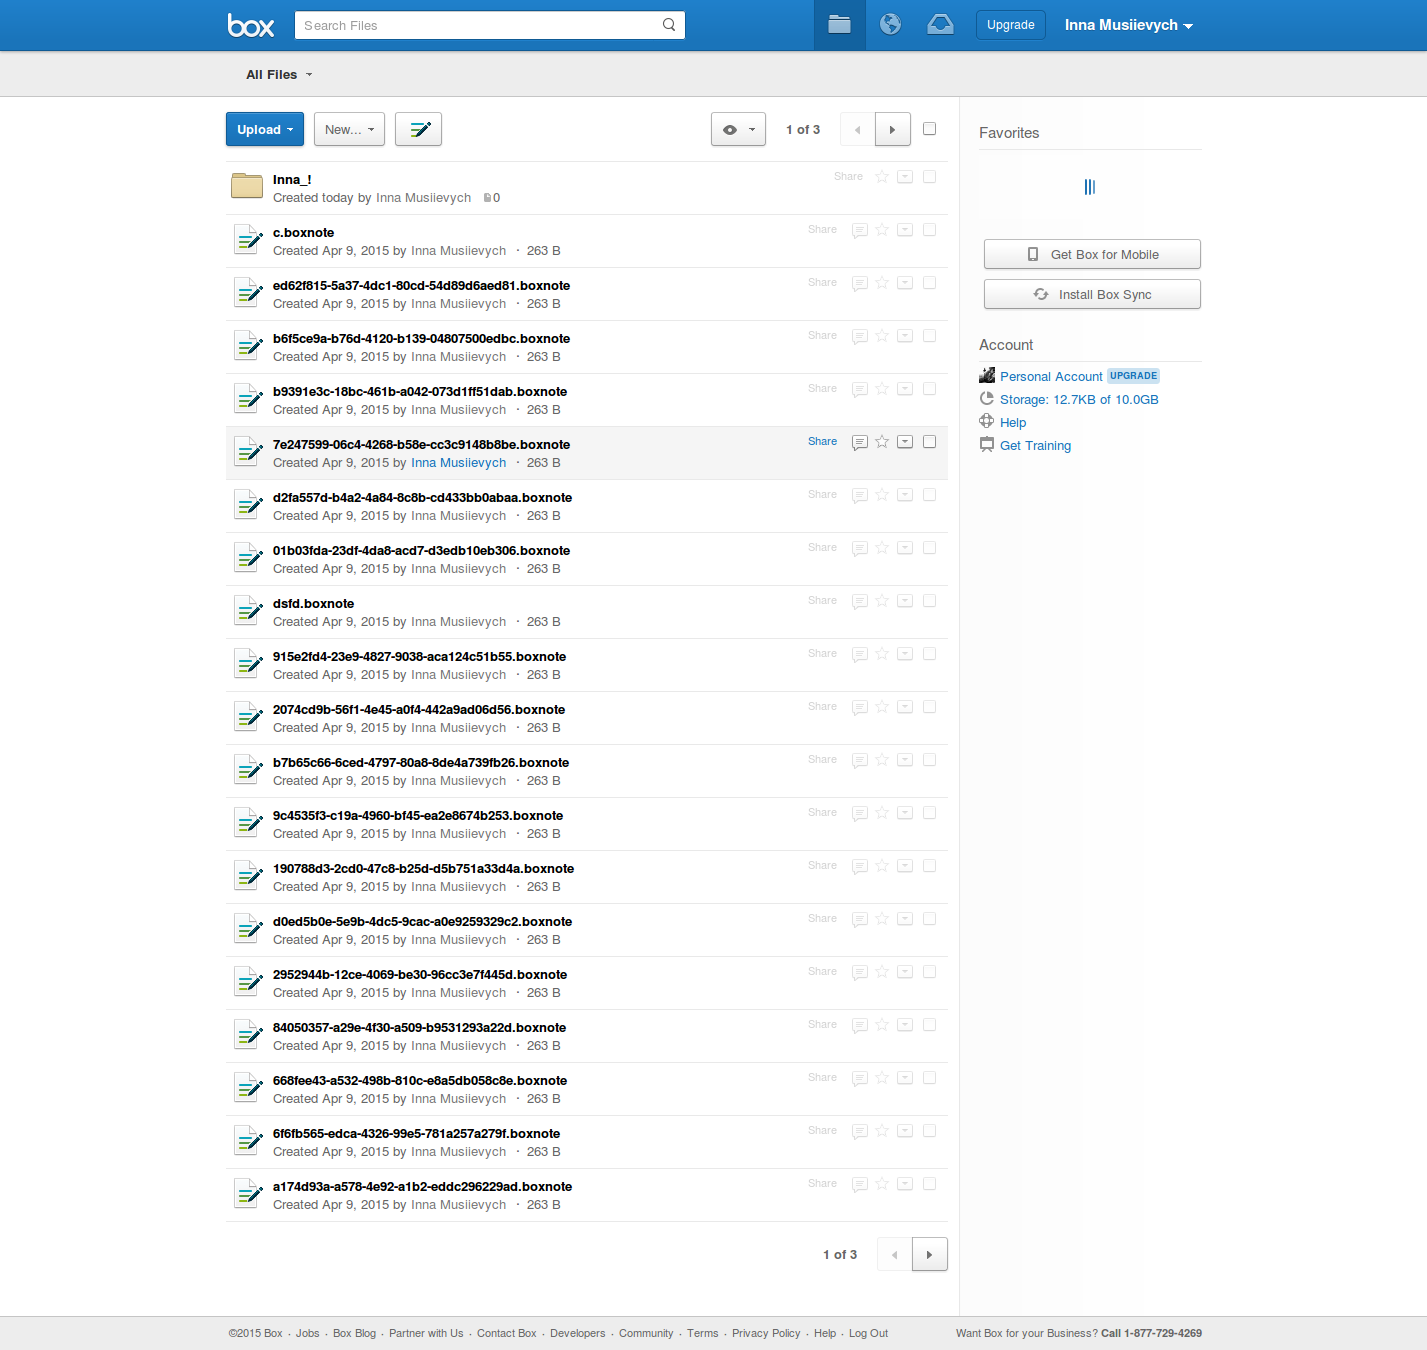 box
Search Files
Upgrade
Inna Musiievych
All Files
Upload
New...
1 of 3
Inna_!
Share
Created today by Inna Musiievych 0
c.boxnote
Share
Created Apr 9, 2015 by Inna Musiievych · 263 B
ed62f815-5a37-4dc1-80cd-54d89d6aed81.boxnote
Share
Created Apr 9, 2015 by Inna Musiievych · 263 B
b6f5ce9a-b76d-4120-b139-04807500edbc.boxnote
Share
Created Apr 9, 2015 by Inna Musiievych · 263 B
b9391e3c-18bc-461b-a042-073d1ff51dab.boxnote
Share
Created Apr 9, 2015 by Inna Musiievych · 263 B
7e247599-06c4-4268-b58e-cc3c9148b8be.boxnote
Share
Created Apr 9, 2015 by Inna Musiievych · 263 B
d2fa557d-b4a2-4a84-8c8b-cd433bb0abaa.boxnote
Share
Created Apr 9, 2015 by Inna Musiievych · 263 B
01b03fda-23df-4da8-acd7-d3edb10eb306.boxnote
Share
Created Apr 9, 2015 by Inna Musiievych · 263 B
dsfd.boxnote
Share
Created Apr 9, 2015 by Inna Musiievych · 263 B
915e2fd4-23e9-4827-9038-aca124c51b55.boxnote
Share
Created Apr 9, 2015 by Inna Musiievych · 263 B
2074cd9b-56f1-4e45-a0f4-442a9ad06d56.boxnote
Share
Created Apr 9, 2015 by Inna Musiievych · 263 B
b7b65c66-6ced-4797-80a8-8de4a739fb26.boxnote
Share
Created Apr 9, 2015 by Inna Musiievych · 263 B
9c4535f3-c19a-4960-bf45-ea2e8674b253.boxnote
Share
Created Apr 9, 2015 by Inna Musiievych · 263 B
190788d3-2cd0-47c8-b25d-d5b751a33d4a.boxnote
Share
Created Apr 9, 2015 by Inna Musiievych · 263 B
d0ed5b0e-5e9b-4dc5-9cac-a0e9259329c2.boxnote
Share
Created Apr 9, 2015 by Inna Musiievych · 263 B
2952944b-12ce-4069-be30-96cc3e7f445d.boxnote
Share
Created Apr 9, 2015 by Inna Musiievych · 263 B
84050357-a29e-4f30-a509-b9531293a22d.boxnote
Share
Created Apr 9, 2015 by Inna Musiievych · 263 B
668fee43-a532-498b-810c-e8a5db058c8e.boxnote
Share
Created Apr 9, 2015 by Inna Musiievych · 263 B
6f6fb565-edca-4326-99e5-781a257a279f.boxnote
Share
Created Apr 9, 2015 by Inna Musiievych · 263 B
a174d93a-a578-4e92-a1b2-eddc296229ad.boxnote
Share
Created Apr 9, 2015 by Inna Musiievych · 263 B
1 of 3
Favorites
Get Box for Mobile
Install Box Sync
Account
Personal Account UPGRADE
Storage: 12.7KB of 10.0GB
Help
Get Training
©2015 Box · Jobs · Box Blog · Partner with Us · Contact Box · Developers · Community · Terms · Privacy Policy · Help · Log Out
Want Box for your Business? Call 1-877-729-4269